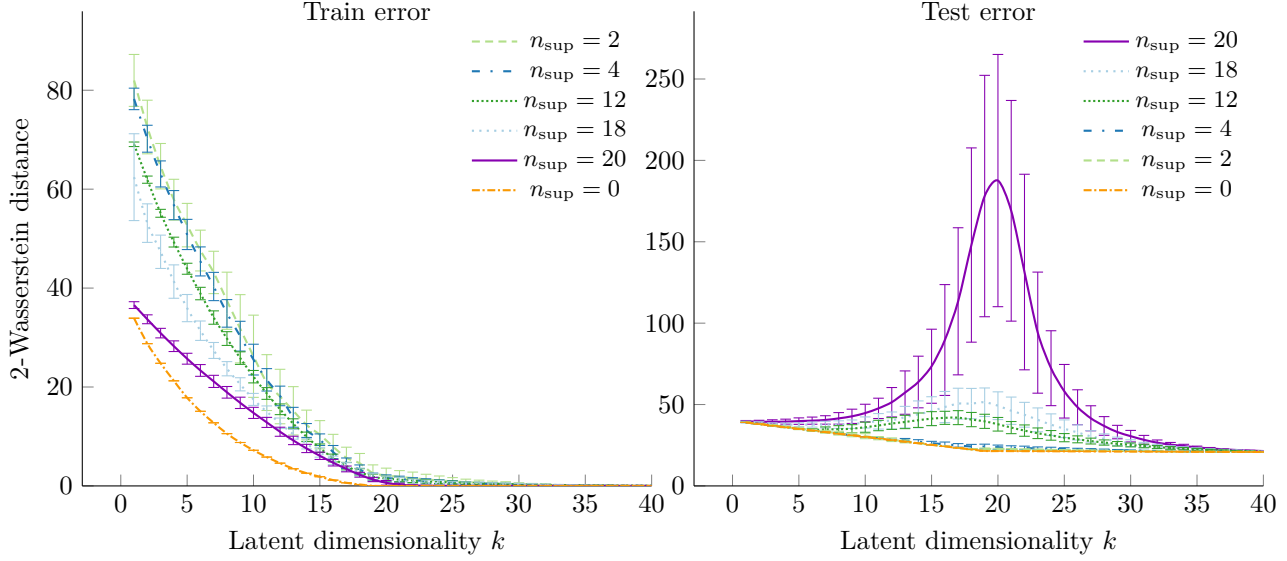 Train error
n_sup = 2
n_sup = 4
n_sup = 12
n_sup = 18
n_sup = 20
n_sup = 0
2-Wasserstein distance
80
60
40
20
0
0 5 10 15 20 25 30 35 40
Latent dimensionality k
Test error
n_sup = 20
n_sup = 18
n_sup = 12
n_sup = 4
n_sup = 2
n_sup = 0
250
200
150
100
50
0
0 5 10 15 20 25 30 35 40
Latent dimensionality k